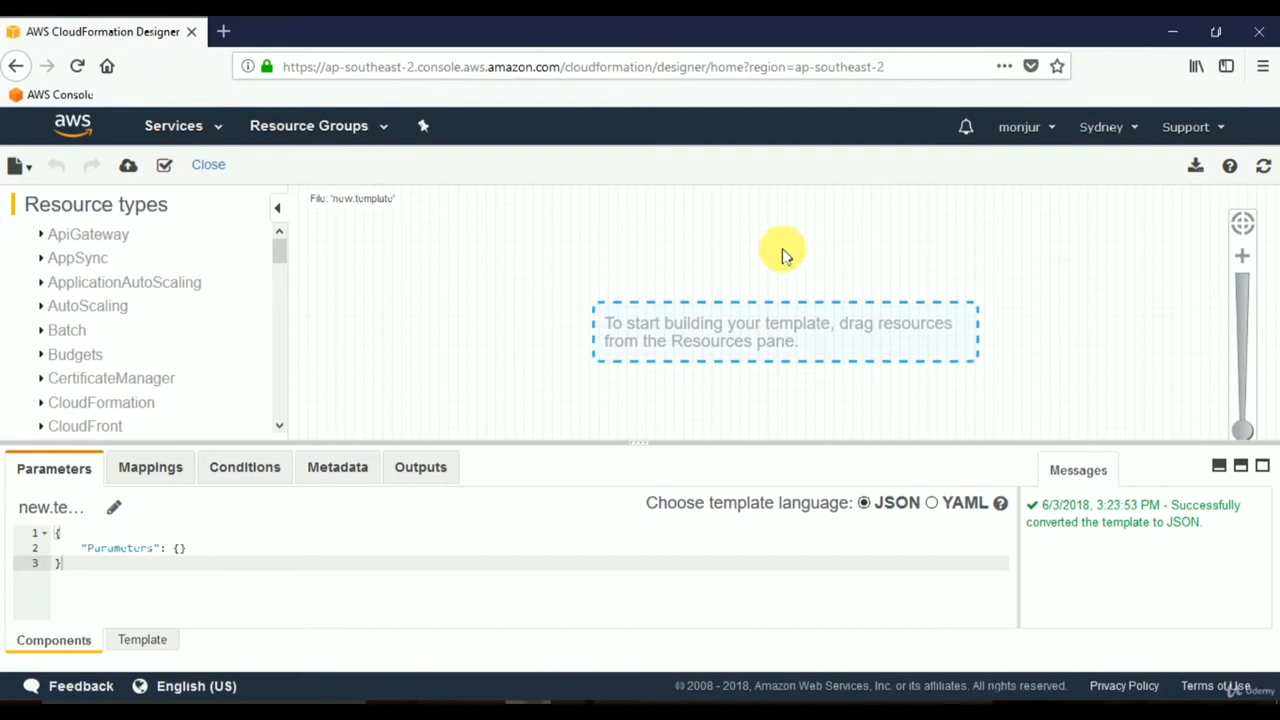 AWS CloudFormation Designer
https://ap-southeast-2.console.aws.amazon.com/cloudformation/designer/home?region=ap-southeast-2
AWS Console
aws
Services
Resource Groups
monjur
Sydney
Support
Close
Resource types
ApiGateway
AppSync
ApplicationAutoScaling
AutoScaling
Batch
Budgets
CertificateManager
CloudFormation
CloudFront
File: 'new.template'
To start building your template, drag resources
from the Resources pane.
Parameters
Mappings
Conditions
Metadata
Outputs
Messages
new.te...
Choose template language: JSON YAML
1 {
2 "Parameters": {}
3 }
6/3/2018, 3:23:53 PM - Successfully
converted the template to JSON.
Components
Template
Feedback
English (US)
© 2008 - 2018, Amazon Web Services, Inc. or its affiliates. All rights reserved.
Privacy Policy
Terms of Use
Udemy